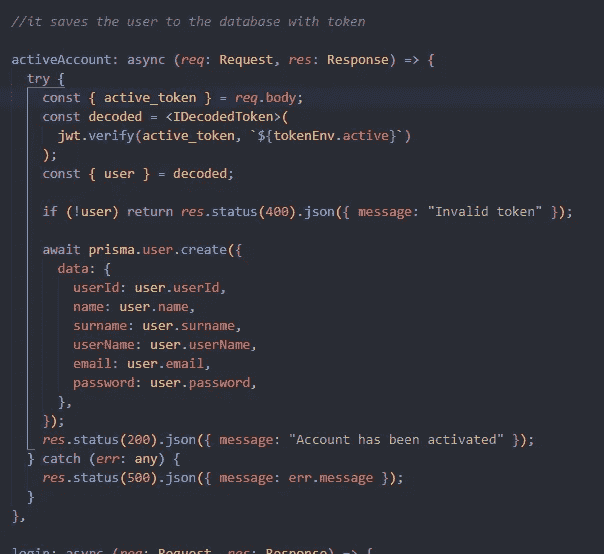 //it saves the user to the database with token
activeAccount: async (req: Request, res: Response) => {
try {
const { active_token } = req.body;
const decoded = <IDecodedToken>(
jwt.verify(active_token, `${tokenEnv.active}`)
);
const { user } = decoded;
if (!user) return res.status(400).json({ message: "Invalid token" });
await prisma.user.create({
data: {
userId: user.userId,
name: user.name,
surname: user.surname,
userName: user.userName,
email: user.email,
password: user.password,
},
});
res.status(200).json({ message: "Account has been activated" });
} catch (err: any) {
res.status(500).json({ message: err.message });
}
},
login: async (req: Request, res: Response) => {